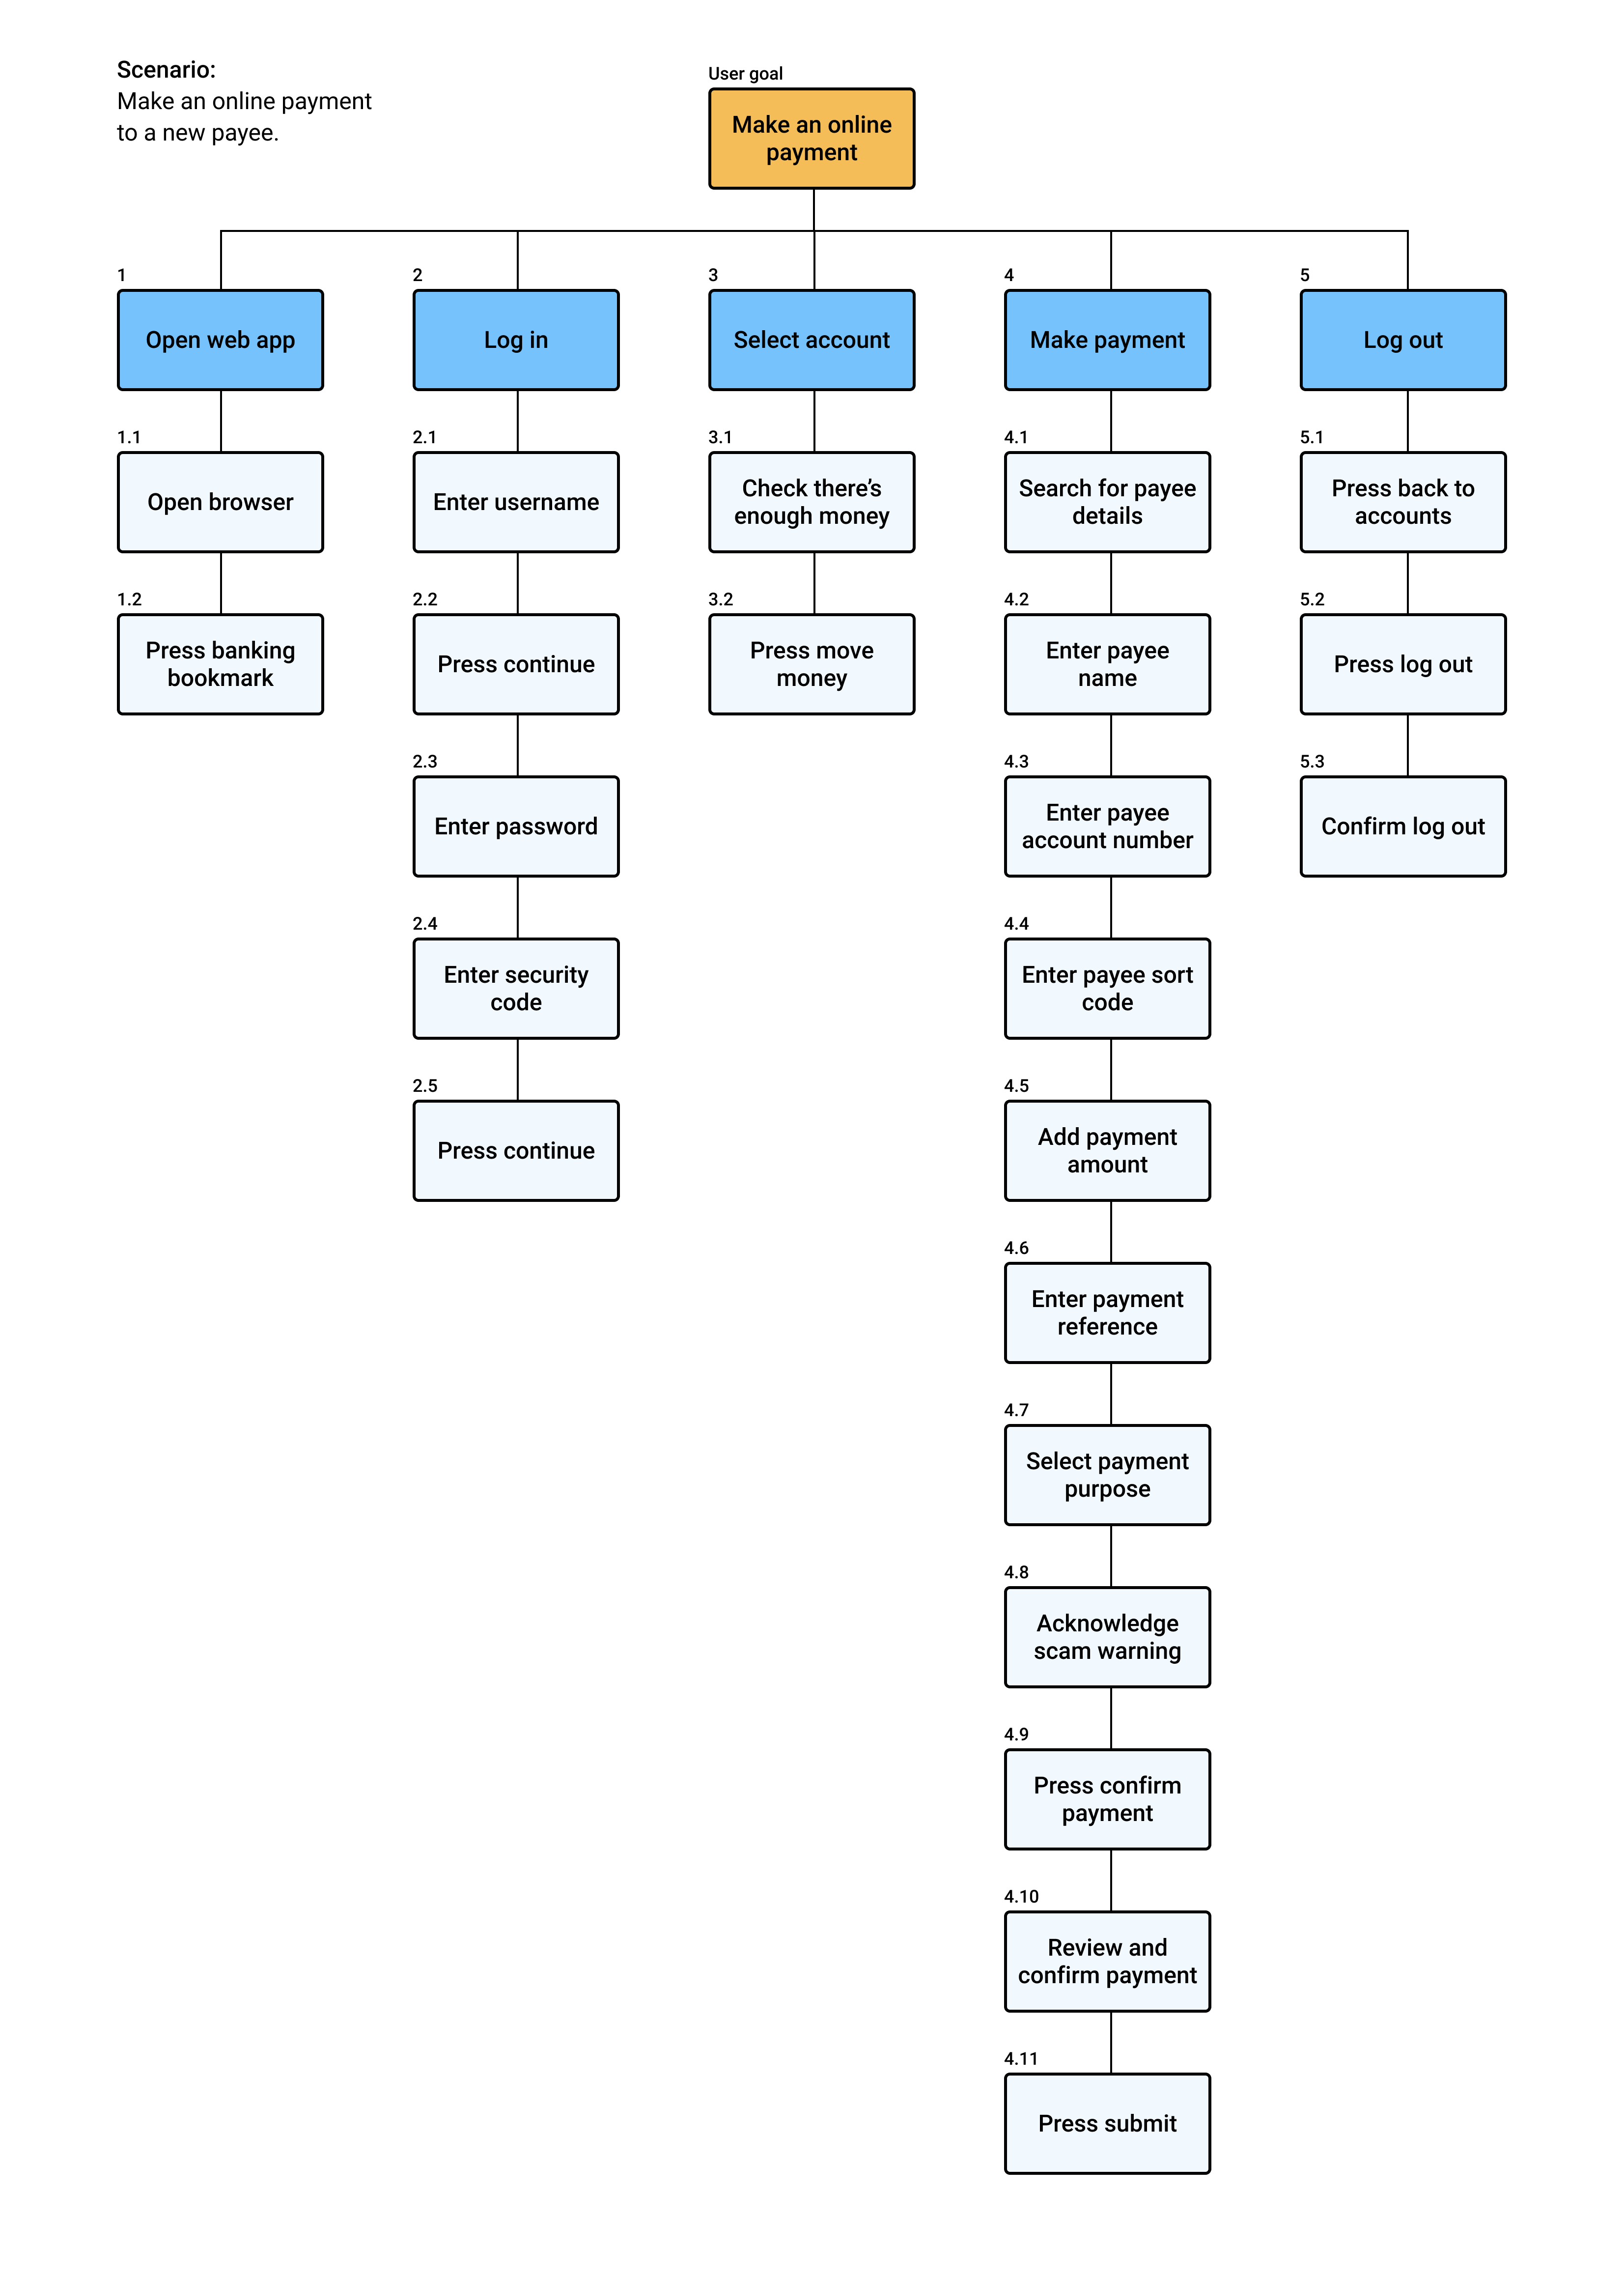 Scenario:
Make an online payment
to a new payee.
User goal
Make an online
payment
1
Open web app
1.1
Open browser
1.2
Press banking
bookmark
2
Log in
2.1
Enter username
2.2
Press continue
2.3
Enter password
2.4
Enter security
code
2.5
Press continue
3
Select account
3.1
Check there’s
enough money
3.2
Press move
money
4
Make payment
4.1
Search for payee
details
4.2
Enter payee
name
4.3
Enter payee
account number
4.4
Enter payee sort
code
4.5
Add payment
amount
4.6
Enter payment
reference
4.7
Select payment
purpose
4.8
Acknowledge
scam warning
4.9
Press confirm
payment
4.10
Review and
confirm payment
4.11
Press submit
5
Log out
5.1
Press back to
accounts
5.2
Press log out
5.3
Confirm log out